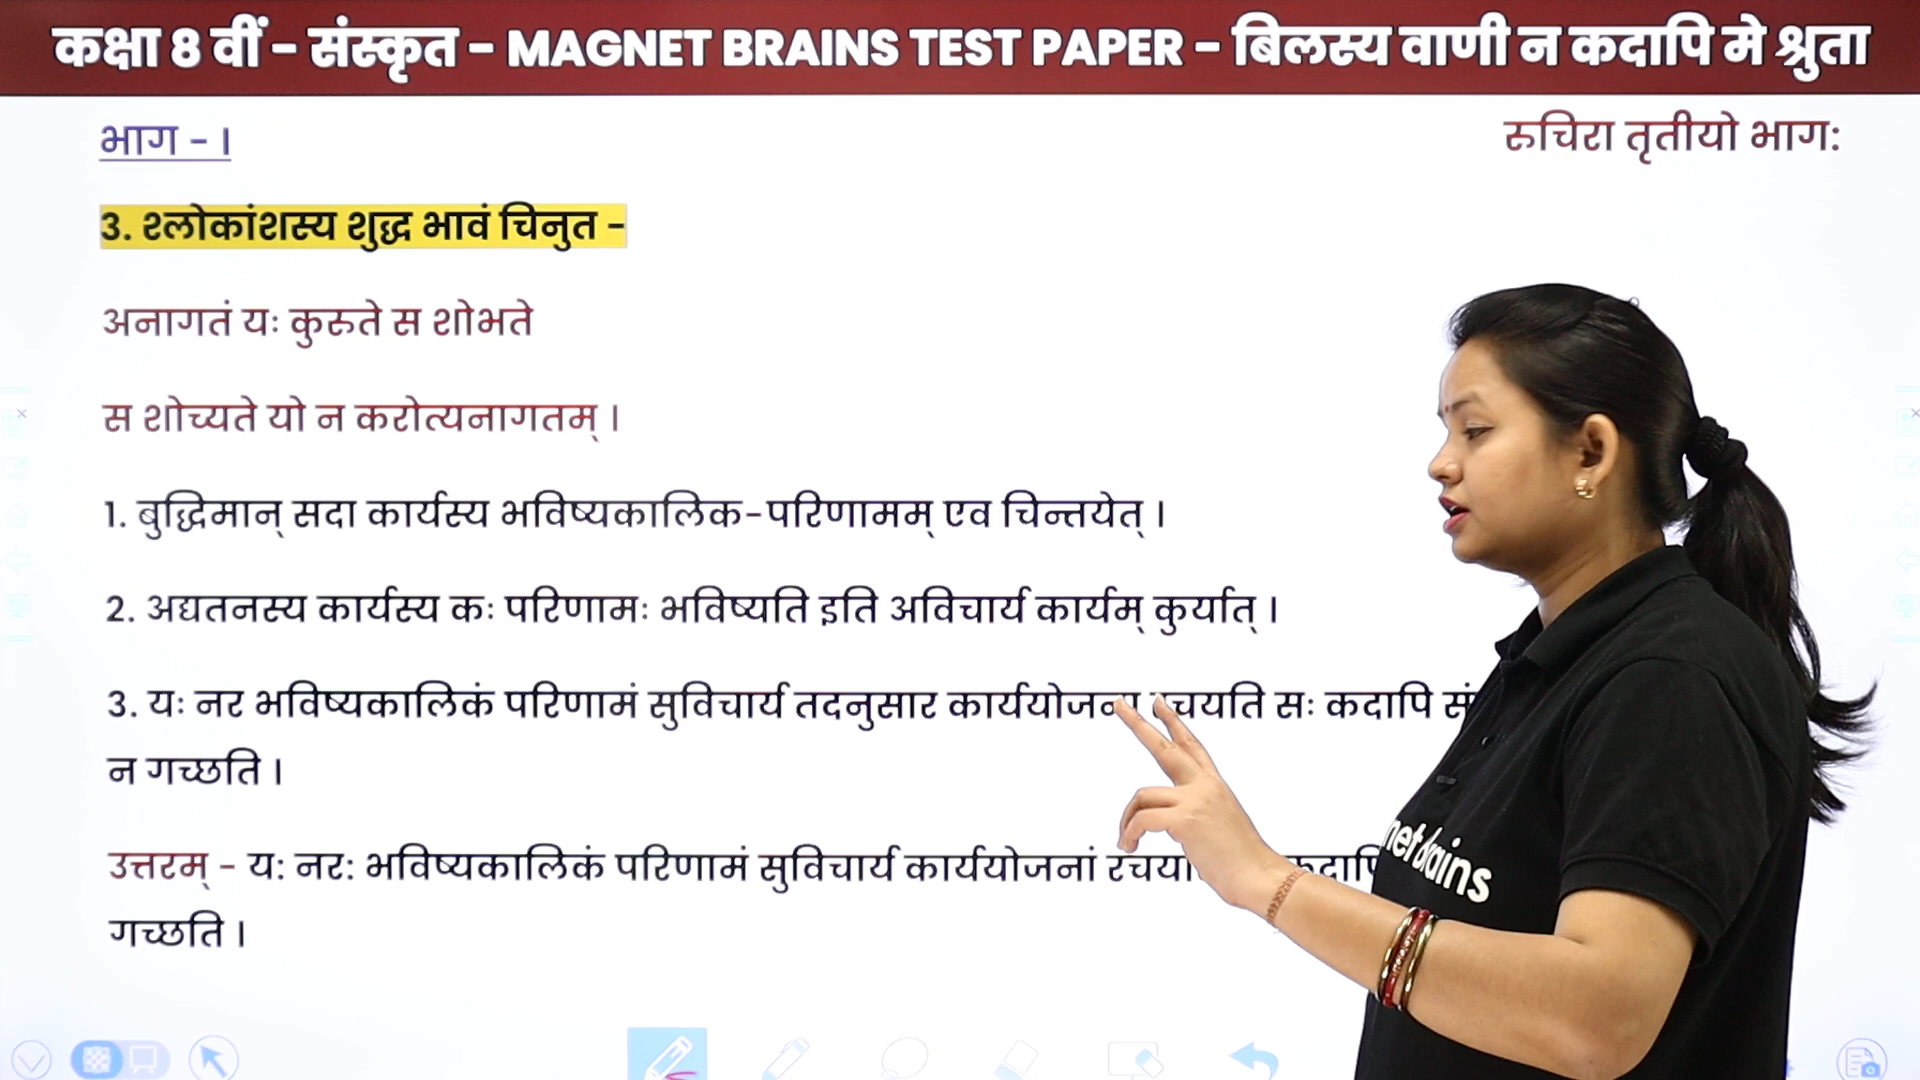 कक्षा 8 वीं - संस्कृत - MAGNET BRAINS TEST PAPER - बिलस्य वाणी न कदापि मे श्रुता
भाग - I
रुचिरा तृतीयो भाग:
3. श्लोकांशस्य शुद्ध भावं चिनुत -
अनागतं यः कुरुते स शोभते
स शोच्यते यो न करोत्यनागतम् ।
1. बुद्धिमान् सदा कार्यस्य भविष्यकालिक-परिणामम् एव चिन्तयेत् ।
2. अद्यतनस्य कार्यस्य कः परिणामः भविष्यति इति अविचार्य कार्यम् कुर्यात् ।
3. यः नर भविष्यकालिकं परिणामं सुविचार्य तदनुसार कार्ययोजना रचयति सः कदापि
न गच्छति ।
उत्तरम् - य: नर: भविष्यकालिकं परिणामं सुविचार्य कार्ययोजनां
गच्छति ।
net brains